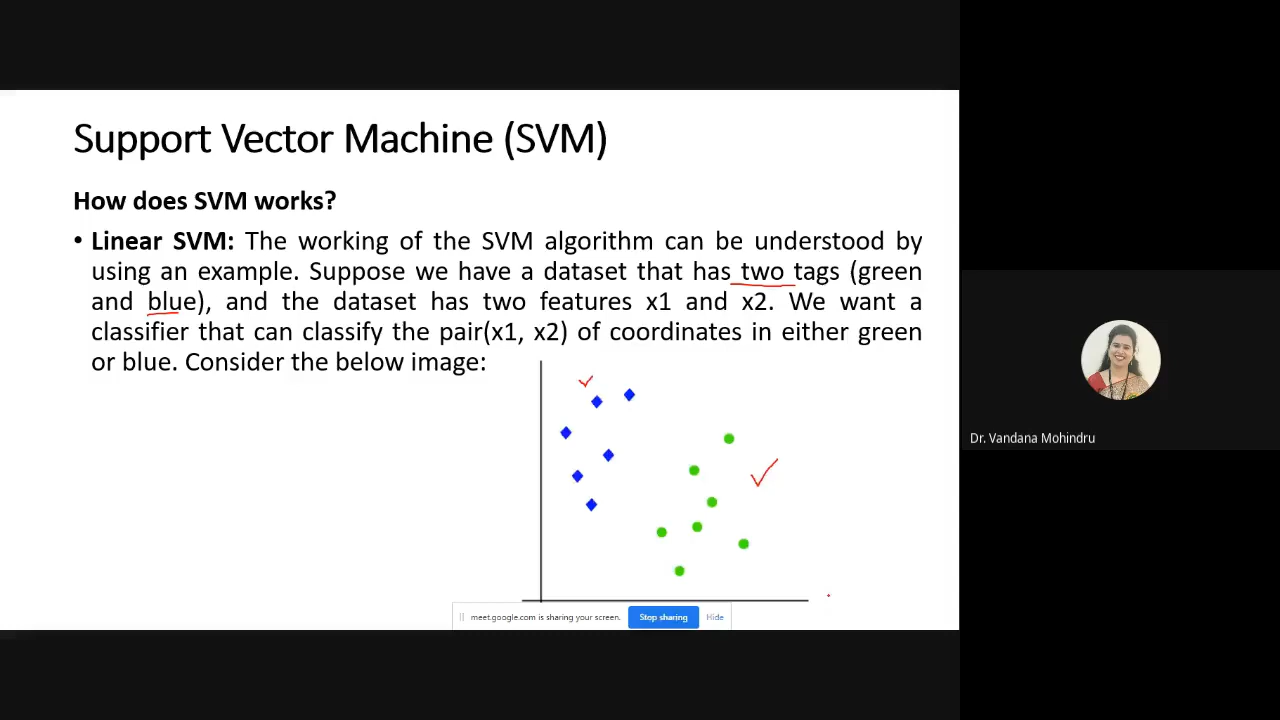 Support Vector Machine (SVM)
How does SVM works?
• Linear SVM: The working of the SVM algorithm can be understood by
using an example. Suppose we have a dataset that has two tags (green
and blue), and the dataset has two features x1 and x2. We want a
classifier that can classify the pair(x1, x2) of coordinates in either green
or blue. Consider the below image:
Dr. Vandana Mohindru
meet.google.com is sharing your screen. Stop sharing Hide